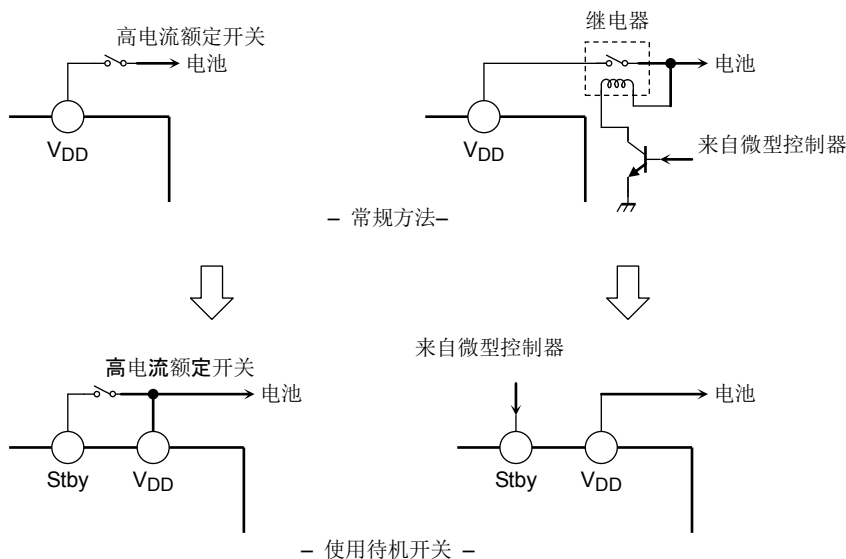 继电器
高电流额定开关
电池
电池
VDD
VDD
来自微型控制器
– 常规方法–
来自微型控制器
高电流额定开关
电池
电池
Stby
VDD
Stby
VDD
– 使用待机开关 –